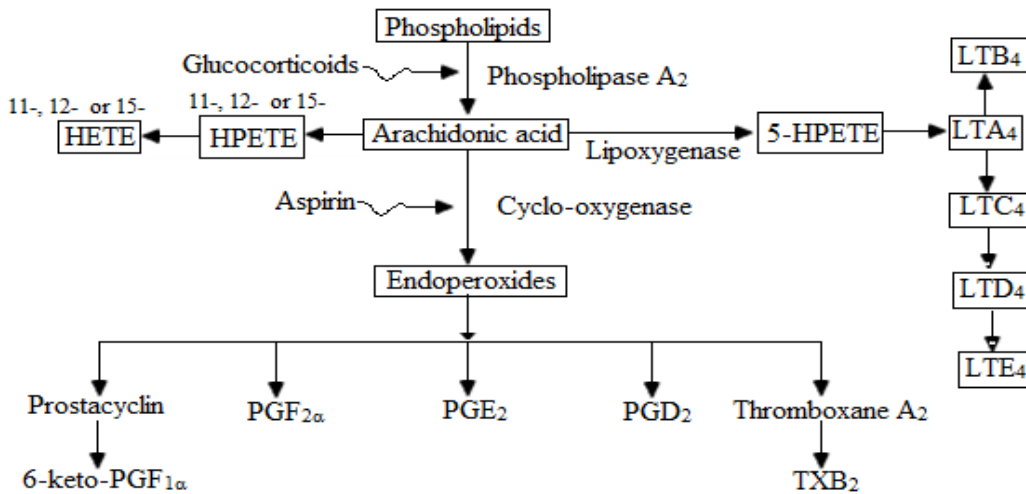 Phospholipids
Glucocorticoids
Phospholipase A₂
LTB₄
11-, 12- or 15-
11-, 12- or 15-
HETE
HPETE
Arachidonic acid
Lipoxygenase
5-HPETE
LTA₄
Aspirin
Cyclo-oxygenase
LTC₄
Endoperoxides
LTD₄
LTE₄
Prostacyclin
PGF₂α
PGE₂
PGD₂
Thromboxane A₂
6-keto-PGF₁α
TXB₂